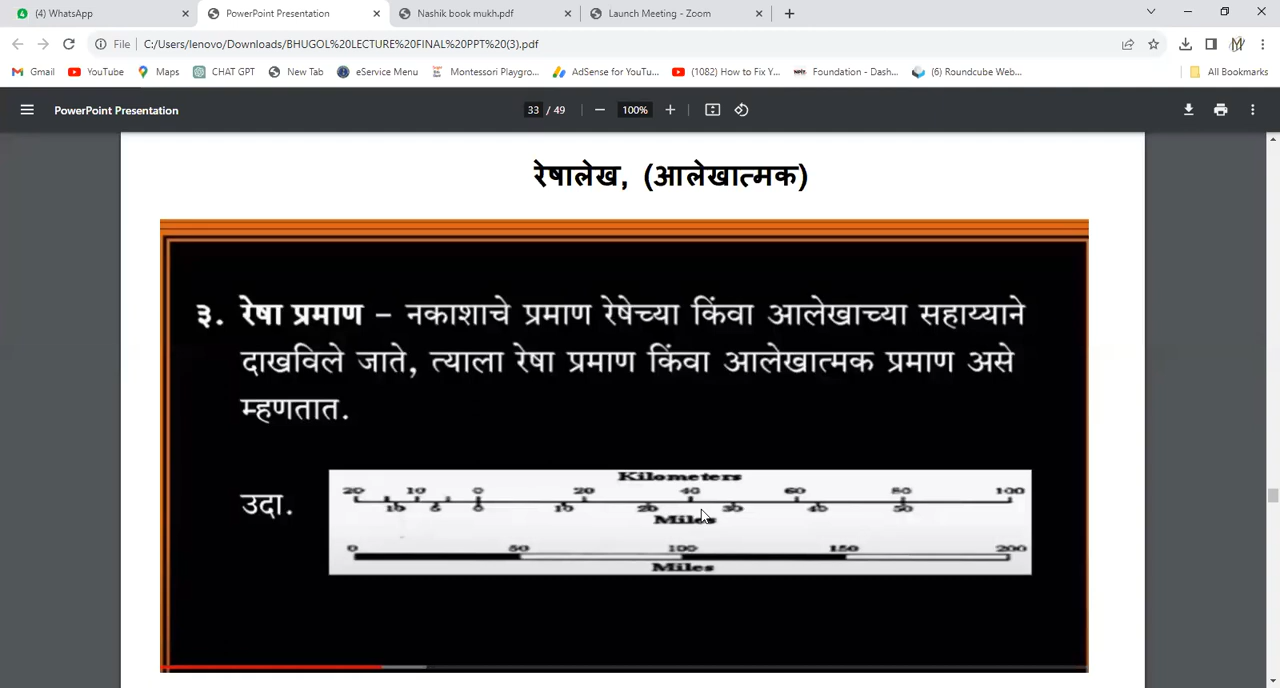 (4) WhatsApp
PowerPoint Presentation
Nashik book mukh.pdf
Launch Meeting - Zoom
File C:/Users/lenovo/Downloads/BHUGOL%20LECTURE%20FINAL%20PPT%20(3).pdf
Gmail YouTube Maps CHAT GPT New Tab eService Menu Montessori Playgro... AdSense for YouTu... (1082) How to Fix Y... Foundation - Dash... (6) Roundcube Web... All Bookmarks
PowerPoint Presentation 33 / 49 100%
रेषालेख, (आलेखात्मक)
३. रेषा प्रमाण – नकाशाचे प्रमाण रेषेच्या किंवा आलेखाच्या सहाय्याने
दाखविले जाते, त्याला रेषा प्रमाण किंवा आलेखात्मक प्रमाण असे
म्हणतात.
उदा.
Kilometers
20 10 0 20 40 60 80 100
Miles
0 50 100 150 200
Miles